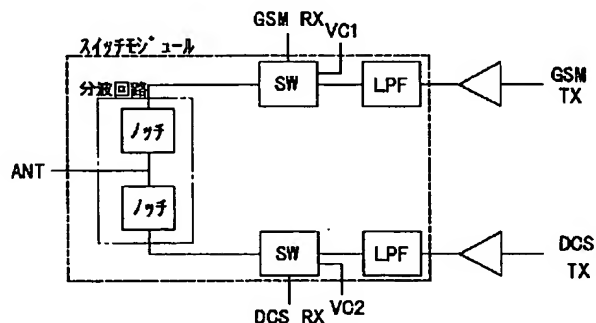 GSM RX
VC1
スイッチモジュール
分波回路
SW
LPF
GSM
TX
ノッチ
ANT
ノッチ
SW
LPF
DCS
TX
VC2
DCS RX